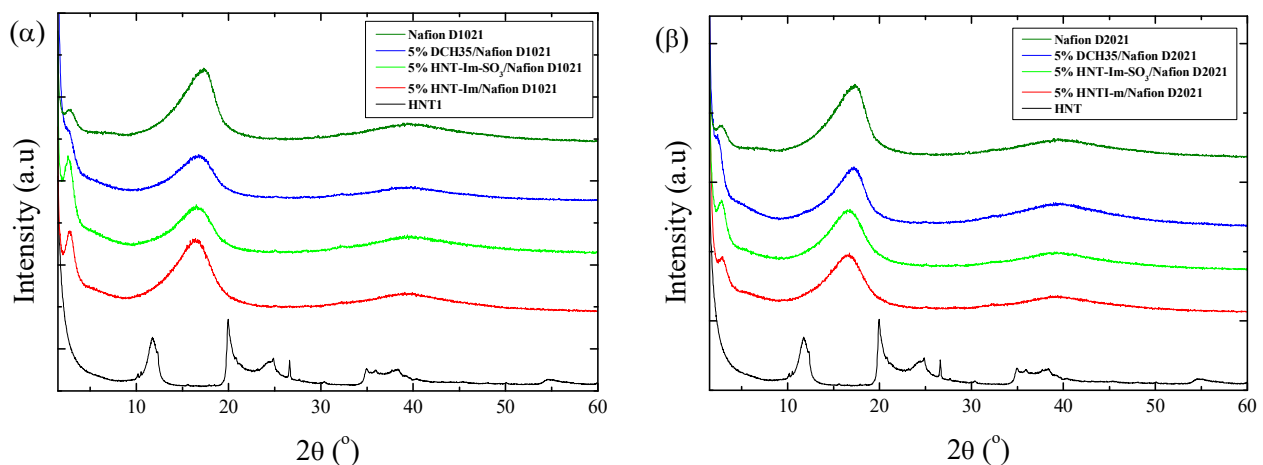 (α)
Nafion D1021
5% DCH35/Nafion D1021
5% HNT-Im-SO₃/Nafion D1021
5% HNT-Im/Nafion D1021
HNT1
Intensity (a.u)
10 20 30 40 50 60
2θ (°)
(β)
Nafion D2021
5% DCH35/Nafion D2021
5% HNT-Im-SO₃/Nafion D2021
5% HNTI-m/Nafion D2021
HNT
Intensity (a.u)
10 20 30 40 50 60
2θ (°)